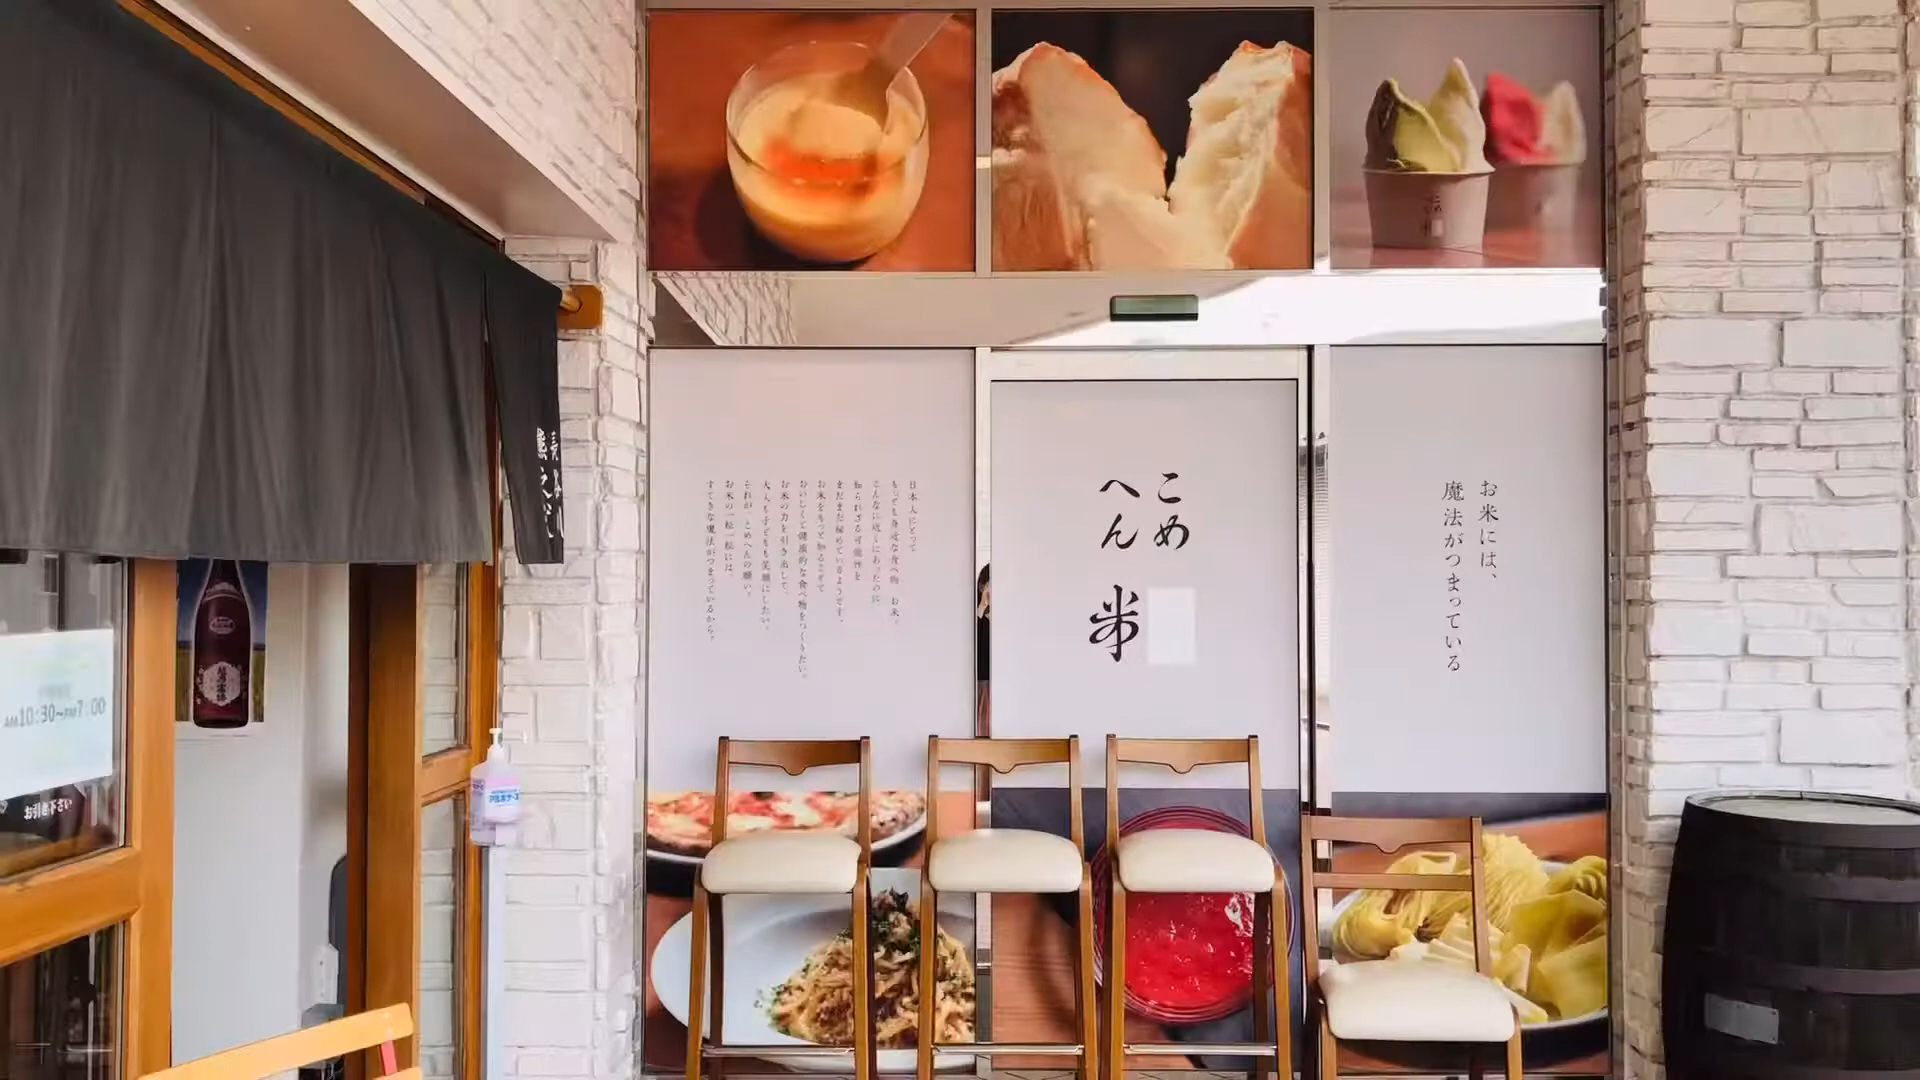 お米には、
魔法がつまっている
こめ
へん
日本人にとって
もっとも身近な食べ物、お米。
こんなに近くにあったのに、
知られざる可能性を
まだまだ秘めているようです。
お米をもっと知ることで
おいしくて健康的な食べ物をつくりたい。
お米の力を引き出して、
大人も子どもも笑顔にしたい。
それが、こめへんの願い。
お米の一粒一粒には、
すてきな魔法がつまっているから。
AM10:30~PM7:00
お引き下さい